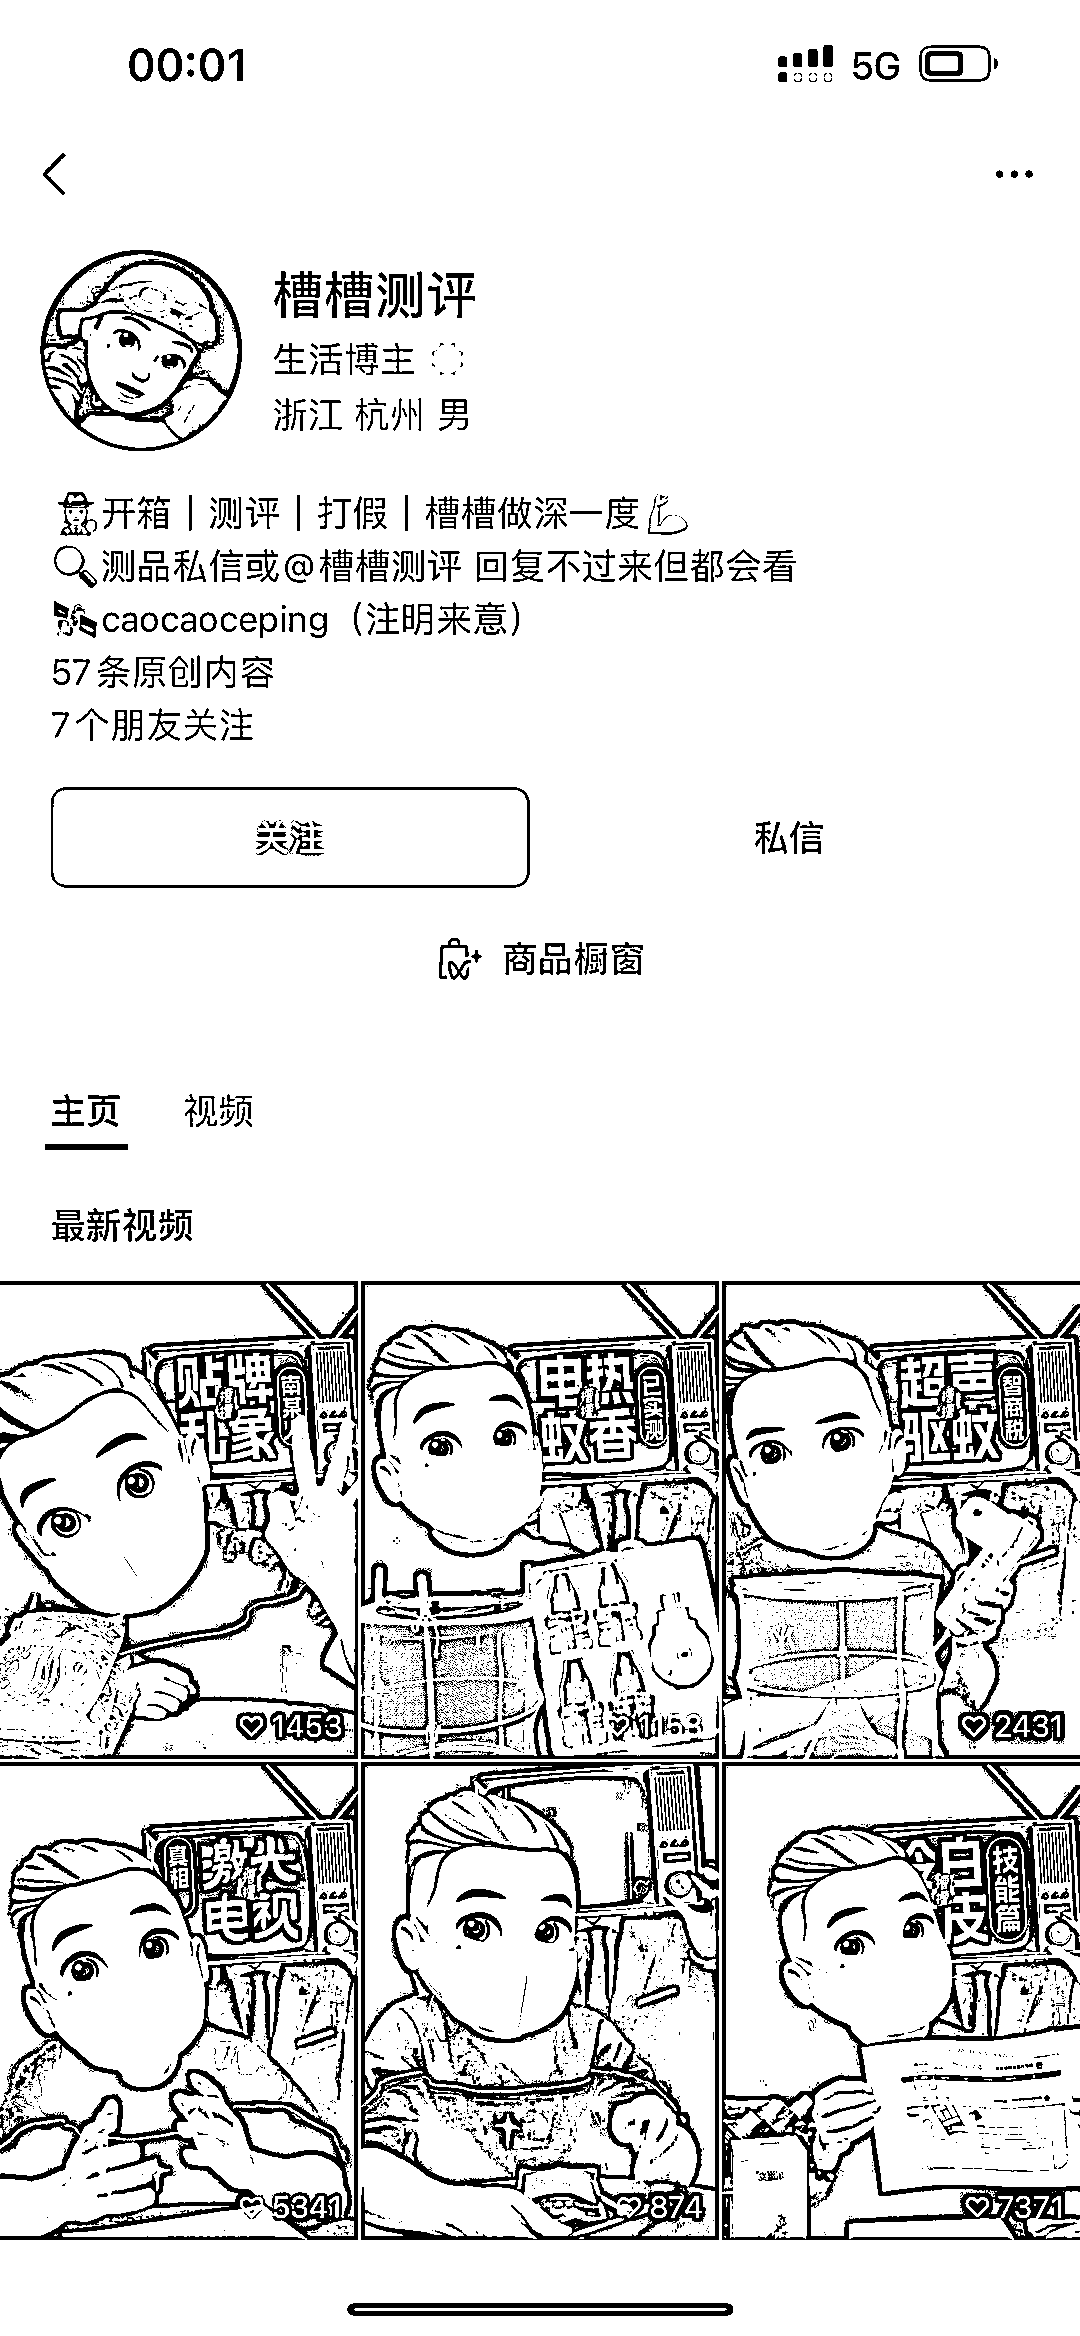 00:01
5G
槽槽测评
生活博主
浙江 杭州 男
开箱｜测评｜打假｜槽槽做深一度
测品私信或@槽槽测评 回复不过来但都会看
caocaoceping（注明来意）
57条原创内容
7个朋友关注
关注
私信
商品橱窗
主页 视频
最新视频
贴牌
乱象
南京
1453
电热
蚊香
已实测
1158
超声
驱蚊
智商税
2431
真相
激光
电视
5341
874
技能篇
7371